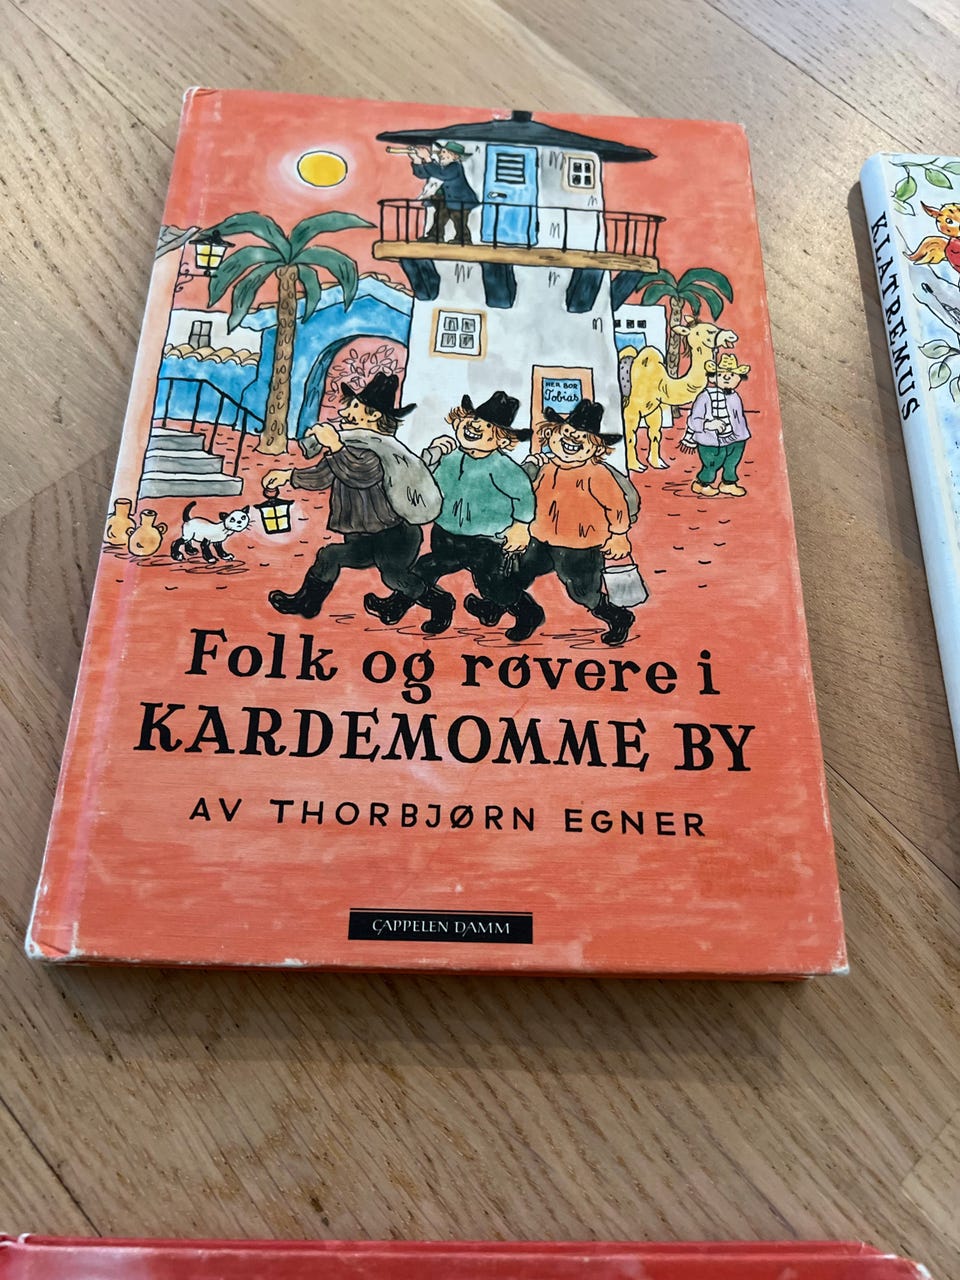 HER BOR
Tobias
Folk og røvere i
KARDEMOMME BY
AV THORBJØRN EGNER
CAPPELEN DAMM
KLATREMUS